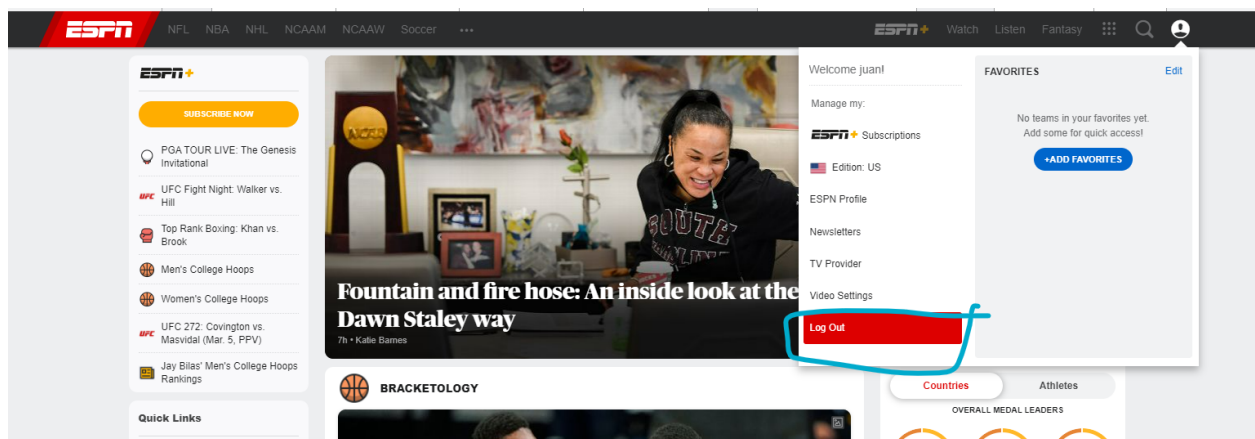 ESPN
NFL NBA NHL NCAAM NCAAW Soccer •••
ESPN+ Watch Listen Fantasy
ESPN+
SUBSCRIBE NOW
PGA TOUR LIVE: The Genesis
Invitational
UFC
UFC Fight Night: Walker vs.
Hill
Top Rank Boxing: Khan vs.
Brook
Men's College Hoops
Women's College Hoops
UFC
UFC 272: Covington vs.
Masvidal (Mar. 5, PPV)
Jay Bilas' Men's College Hoops
Rankings
Quick Links
NCAA
SOUTH
Fountain and fire hose: An inside look at the
Dawn Staley way
7h • Katie Barnes
BRACKETOLOGY
Welcome juan!
Manage my:
ESPN+ Subscriptions
Edition: US
ESPN Profile
Newsletters
TV Provider
Video Settings
Log Out
FAVORITES
Edit
No teams in your favorites yet.
Add some for quick access!
+ADD FAVORITES
Countries
Athletes
OVERALL MEDAL LEADERS